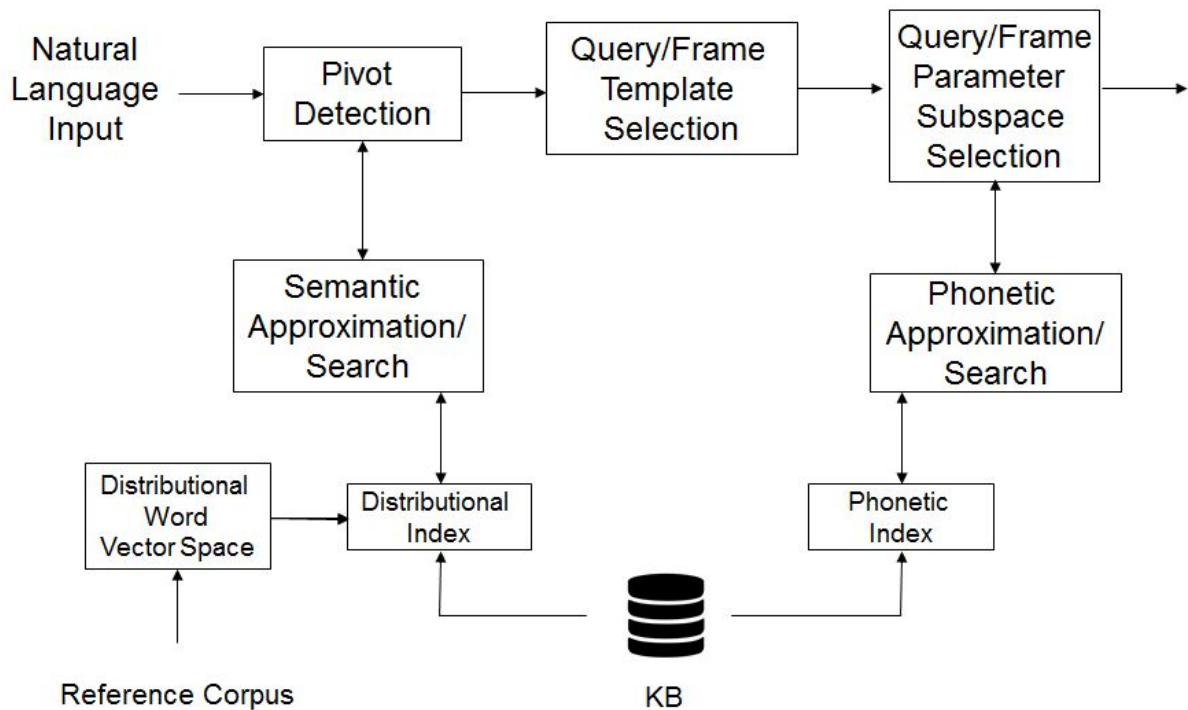 Natural
Language
Input
Pivot
Detection
Query/Frame
Template
Selection
Query/Frame
Parameter
Subspace
Selection
Semantic
Approximation/
Search
Phonetic
Approximation/
Search
Distributional
Word
Vector Space
Distributional
Index
Phonetic
Index
Reference Corpus
KB